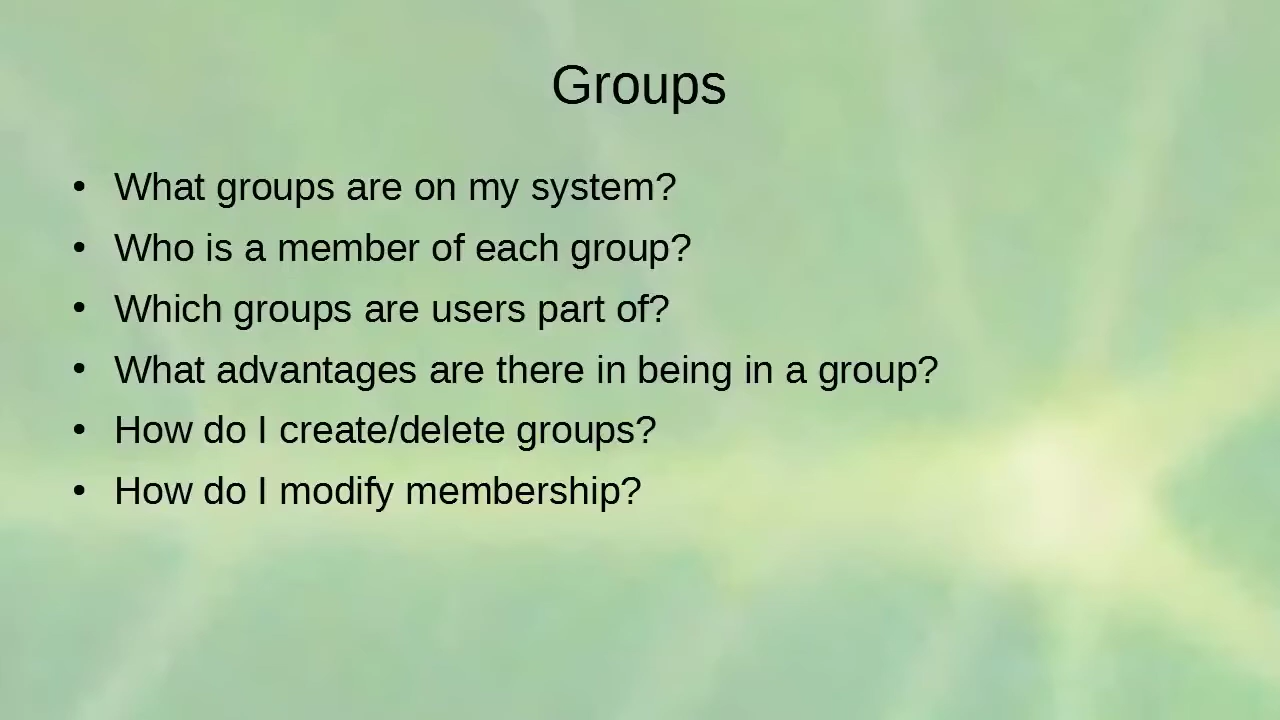 Groups
• What groups are on my system?
• Who is a member of each group?
• Which groups are users part of?
• What advantages are there in being in a group?
• How do I create/delete groups?
• How do I modify membership?